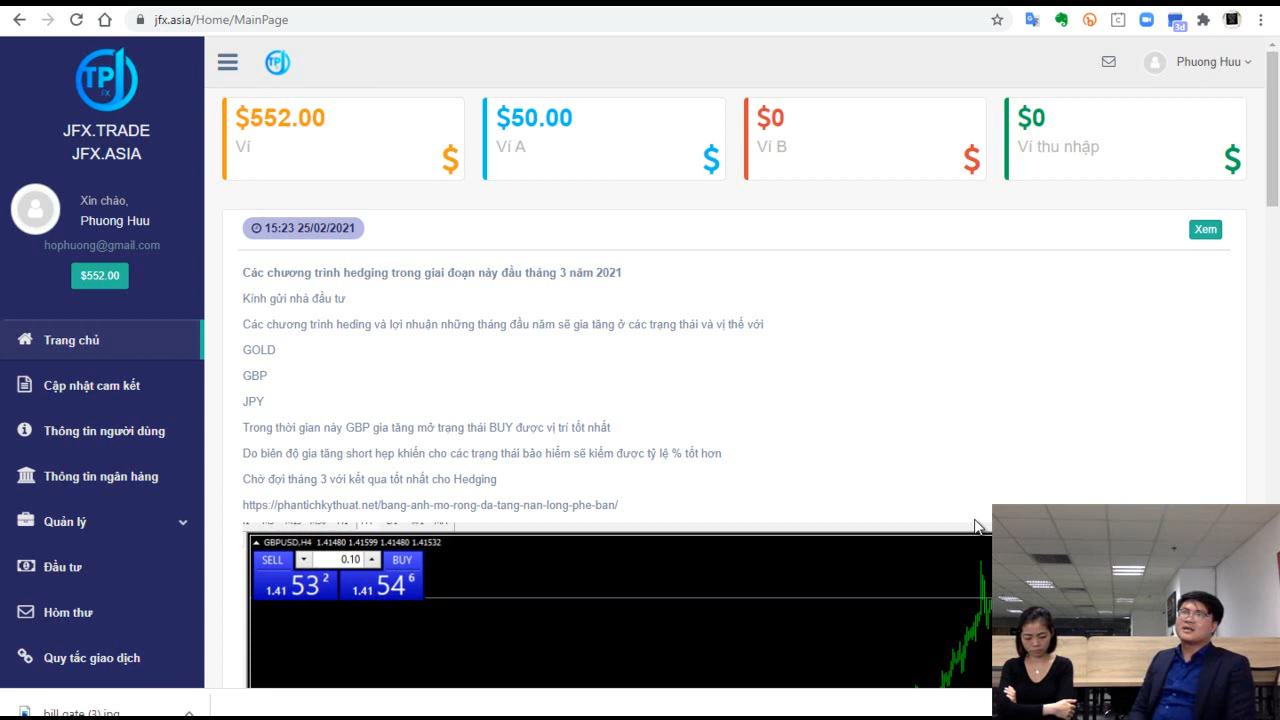 jfx.asia/Home/MainPage
3d
TPJ
FX
JFX.TRADE
JFX.ASIA
Xin chào,
Phuong Huu
hophuong@gmail.com
$552.00
Trang chủ
Cập nhật cam kết
Thông tin người dùng
Thông tin ngân hàng
Quản lý
Đầu tư
Hòm thư
Quy tắc giao dịch
Phuong Huu
$552.00
Ví
$
$50.00
Ví A
$
$0
Ví B
$
$0
Ví thu nhập
$
15:23 25/02/2021
Xem
Các chương trình hedging trong giai đoạn này đầu tháng 3 năm 2021
Kính gửi nhà đầu tư
Các chương trình heding và lợi nhuận những tháng đầu năm sẽ gia tăng ở các trạng thái và vị thế với
GOLD
GBP
JPY
Trong thời gian này GBP gia tăng mở trạng thái BUY được vị trí tốt nhất
Do biên độ gia tăng short hẹp khiến cho các trạng thái bảo hiểm sẽ kiếm được tỷ lệ % tốt hơn
Chờ đợi tháng 3 với kết quả tốt nhất cho Hedging
https://phantichkythuat.net/bang-anh-mo-rong-da-tang-nan-long-phe-ban/
GBPUSD,H4 1.41480 1.41599 1.41480 1.41532
SELL 0.10 BUY
1.41 53 2 1.41 54 6
bill gate (3).jpg